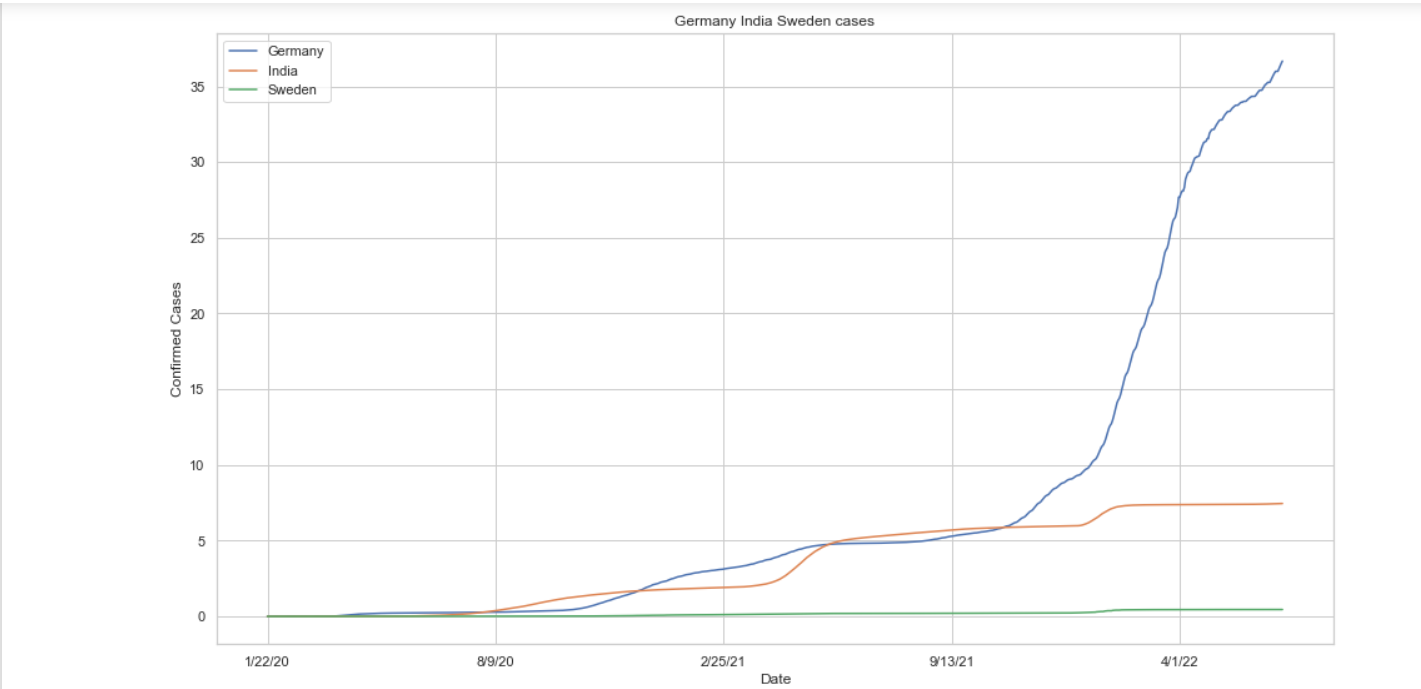 Germany India Sweden cases
Germany
India
Sweden
35
30
25
20
15
10
5
0
Confirmed Cases
1/22/20 8/9/20 2/25/21 9/13/21 4/1/22
Date